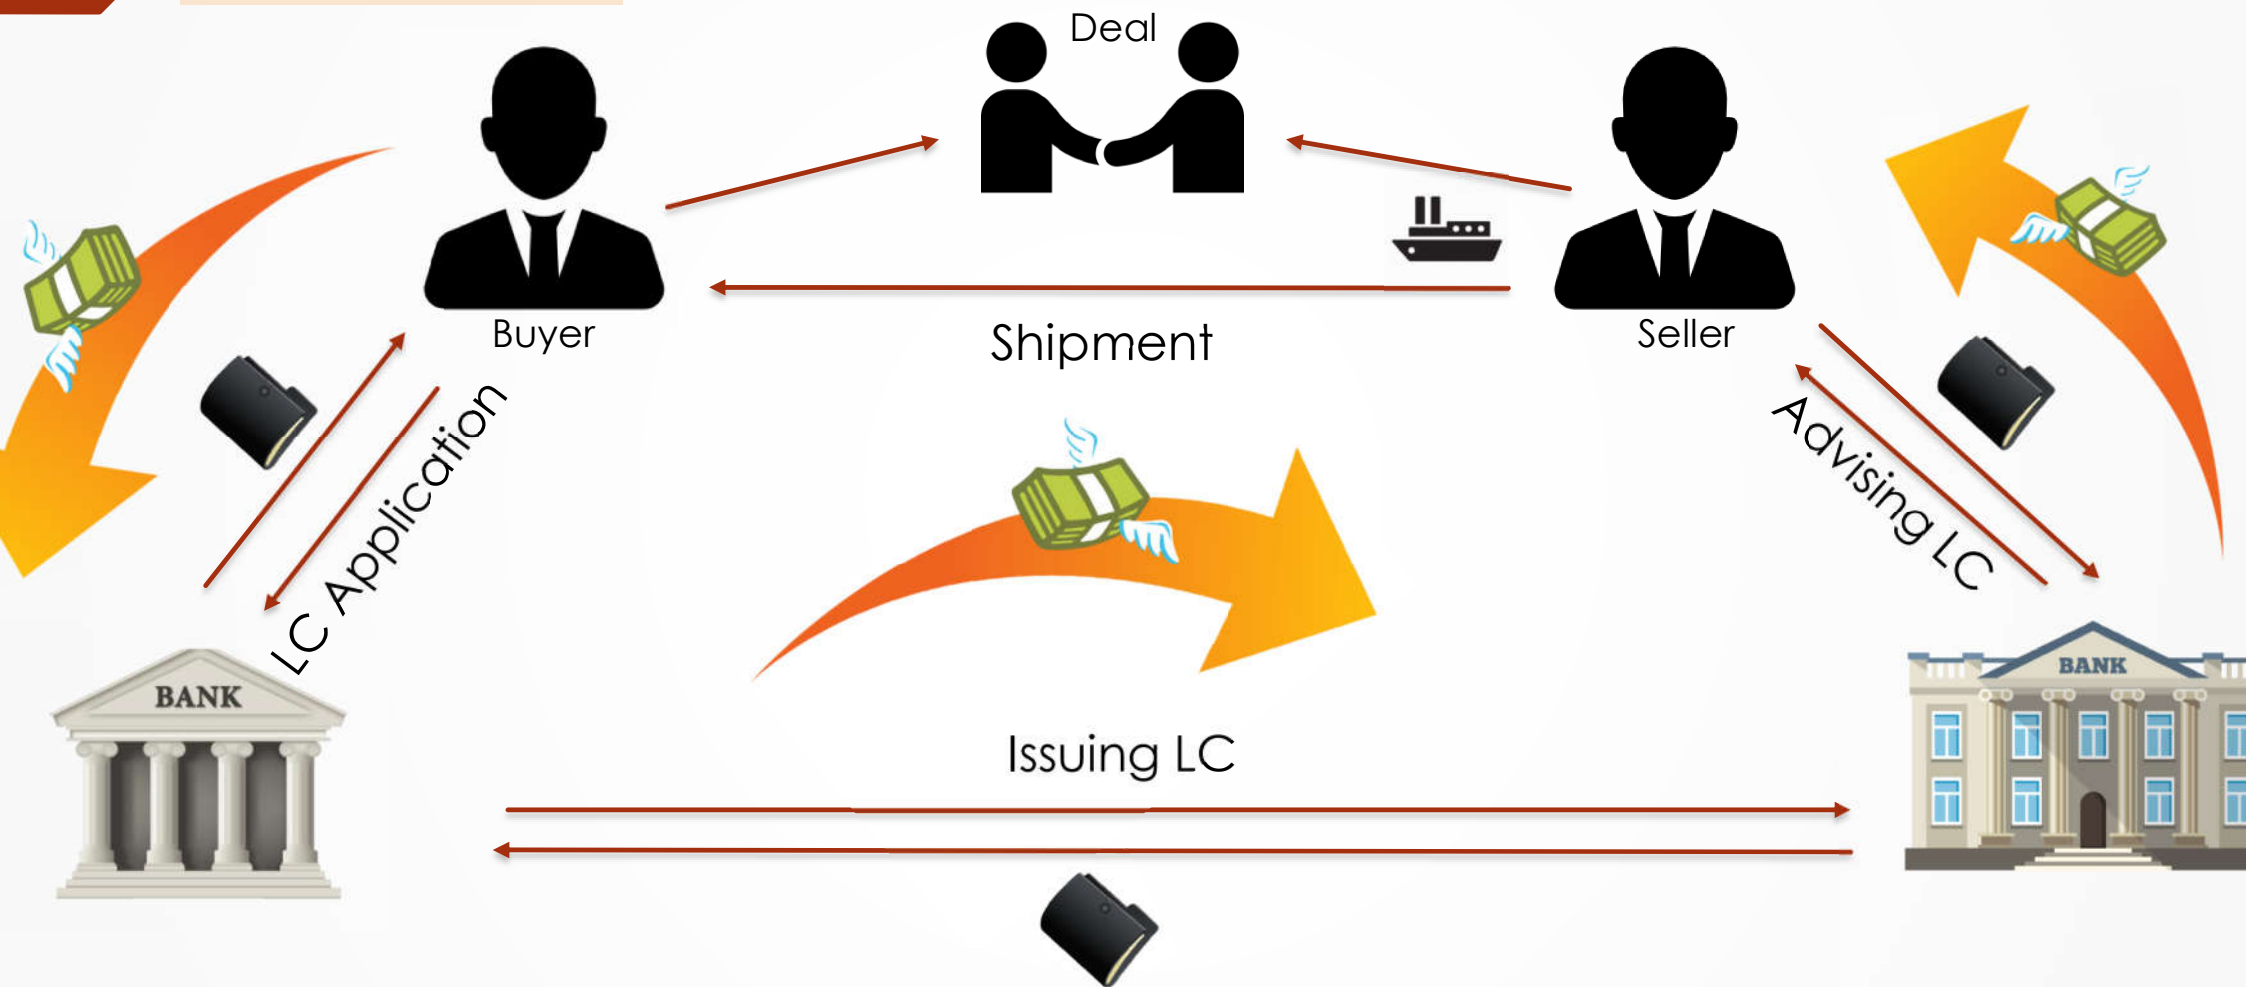 Deal
Buyer
Seller
Shipment
LC Application
Advising LC
BANK
BANK
Issuing LC